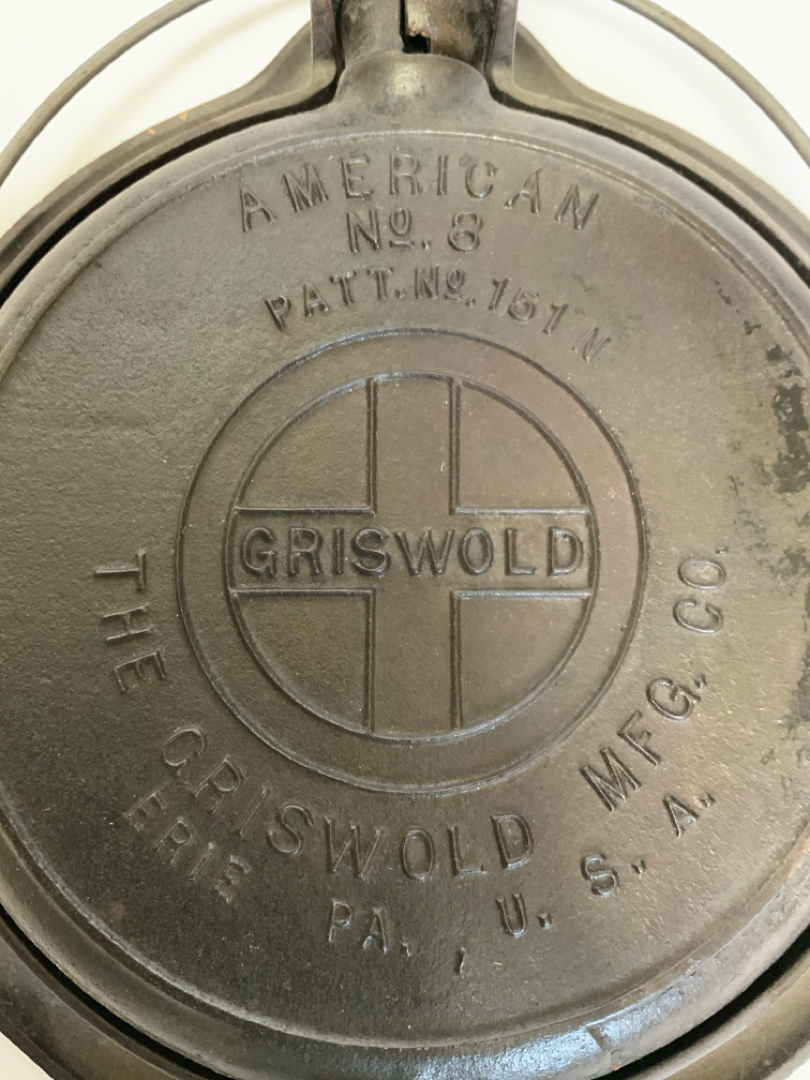 AMERICAN
No. 8
PATT. No. 151 N
GRISWOLD
THE GRISWOLD MFG. CO.
ERIE PA., U. S. A.